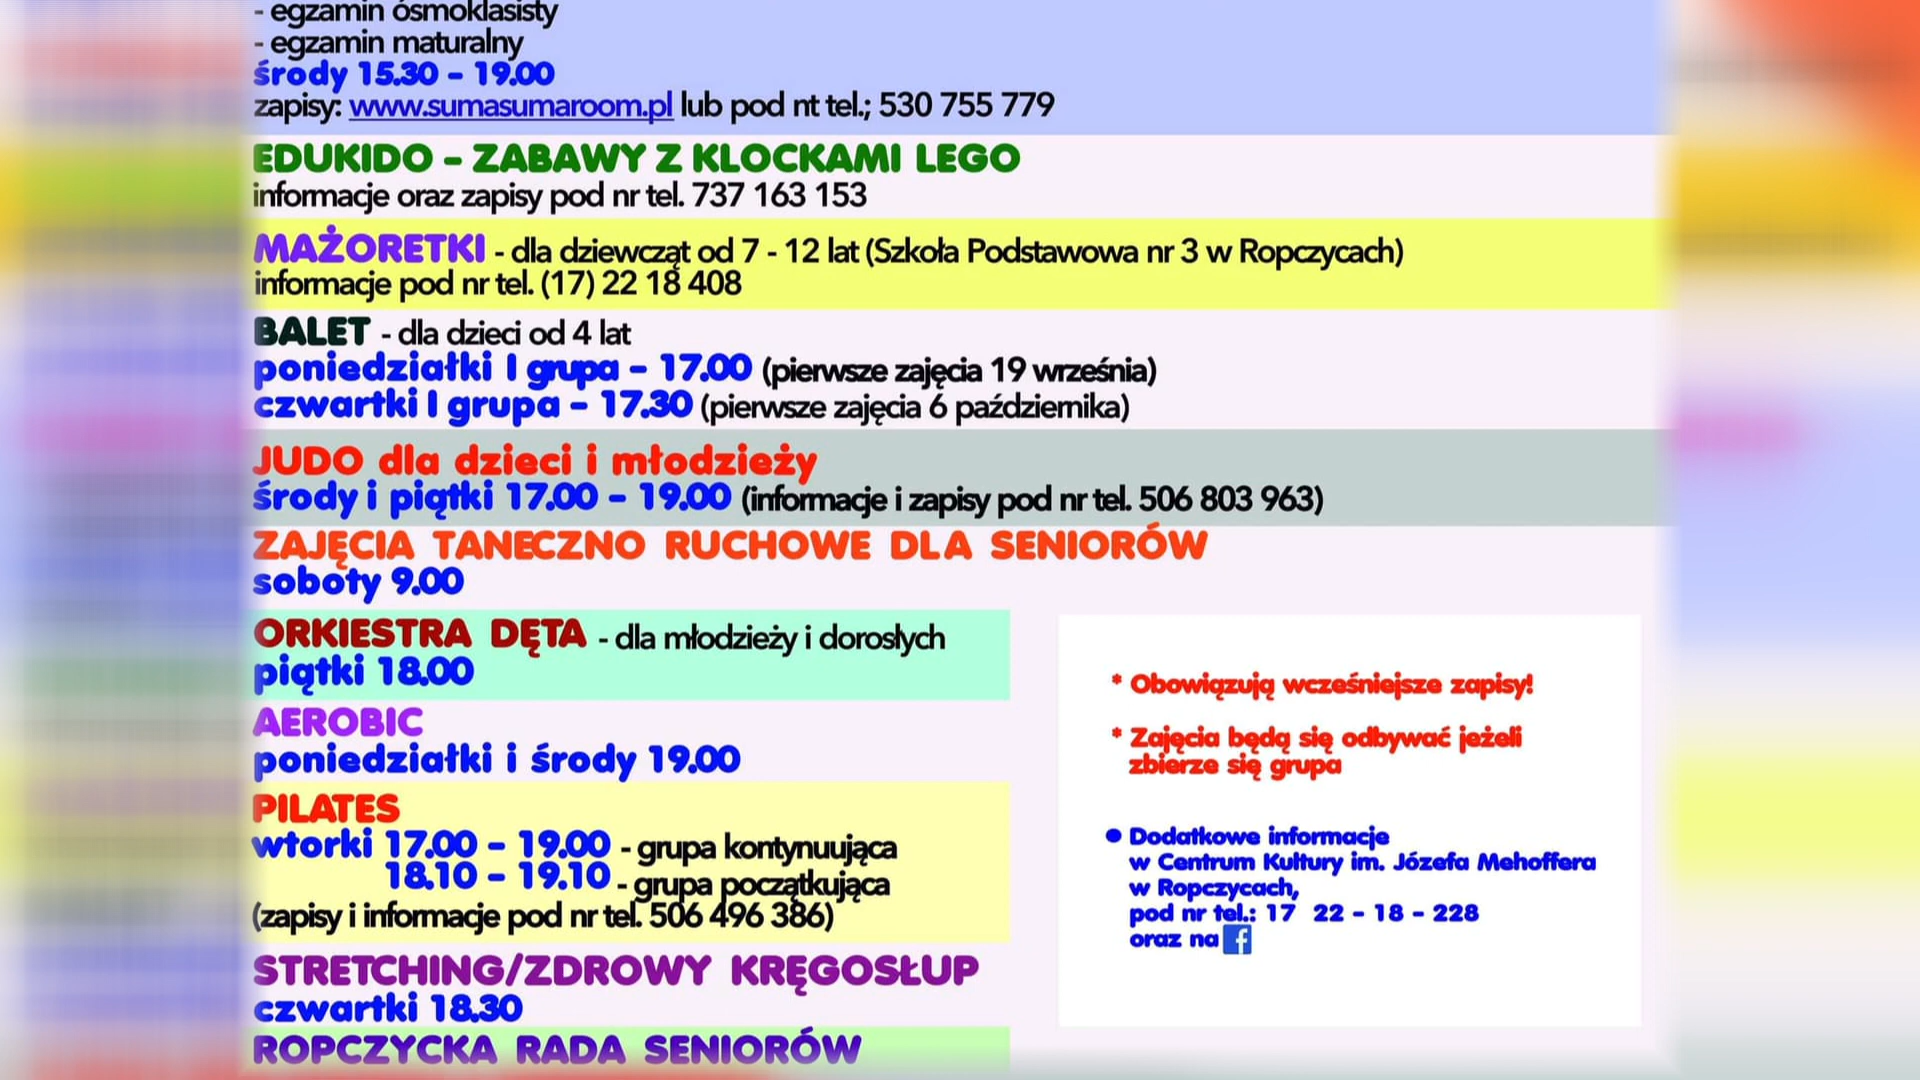 - egzamin ósmoklasisty
- egzamin maturalny
środy 15.30 – 19.00
zapisy: www.sumasumaroom.pl lub pod nt tel.; 530 755 779
EDUKIDO – ZABAWY Z KLOCKAMI LEGO
informacje oraz zapisy pod nr tel. 737 163 153
MAŻORETKI - dla dziewcząt od 7 - 12 lat (Szkoła Podstawowa nr 3 w Ropczycach)
informacje pod nr tel. (17) 22 18 408
BALET - dla dzieci od 4 lat
poniedziałki I grupa – 17.00 (pierwsze zajęcia 19 września)
czwartki I grupa – 17.30 (pierwsze zajęcia 6 października)
JUDO dla dzieci i młodzieży
środy i piątki 17.00 – 19.00 (informacje i zapisy pod nr tel. 506 803 963)
ZAJĘCIA TANECZNO RUCHOWE DLA SENIORÓW
soboty 9.00
ORKIESTRA DĘTA - dla młodzieży i dorosłych
piątki 18.00
AEROBIC
poniedziałki i środy 19.00
PILATES
wtorki 17.00 – 19.00 - grupa kontynuująca
18.10 – 19.10 - grupa początkująca
(zapisy i informacje pod nr tel. 506 496 386)
STRETCHING/ZDROWY KRĘGOSŁUP
czwartki 18.30
ROPCZYCKA RADA SENIORÓW
* Obowiązują wcześniejsze zapisy!
* Zajęcia będą się odbywać jeżeli
zbierze się grupa
● Dodatkowe informacje
w Centrum Kultury im. Józefa Mehoffera
w Ropczycach,
pod nr tel.: 17 22 – 18 – 228
oraz na f